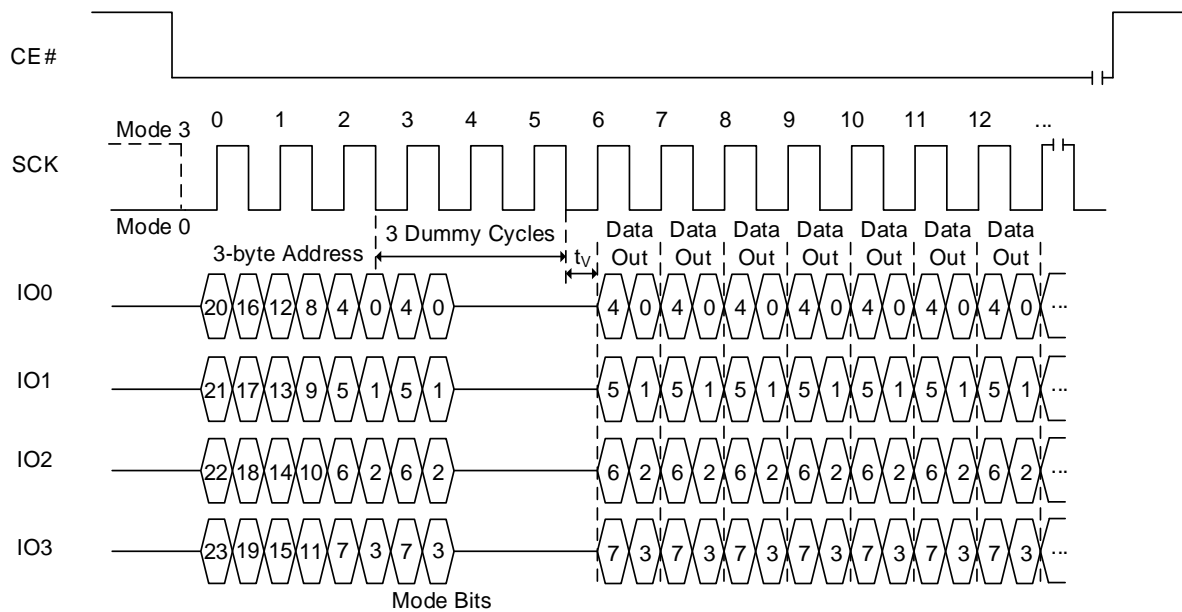 CE#
0 1 2 3 4 5 6 7 8 9 10 11 12 ...
Mode 3
SCK
Mode 0
3 Dummy Cycles
Data Data Data Data Data Data Data
3-byte Address
tV
Out Out Out Out Out Out Out
IO0
20 16 12 8 4 0 4 0 4 0 4 0 4 0 4 0 4 0 4 0 4 0 ...
IO1
21 17 13 9 5 1 5 1 5 1 5 1 5 1 5 1 5 1 5 1 5 1 ...
IO2
22 18 14 10 6 2 6 2 6 2 6 2 6 2 6 2 6 2 6 2 6 2 ...
IO3
23 19 15 11 7 3 7 3 7 3 7 3 7 3 7 3 7 3 7 3 7 3 ...
Mode Bits